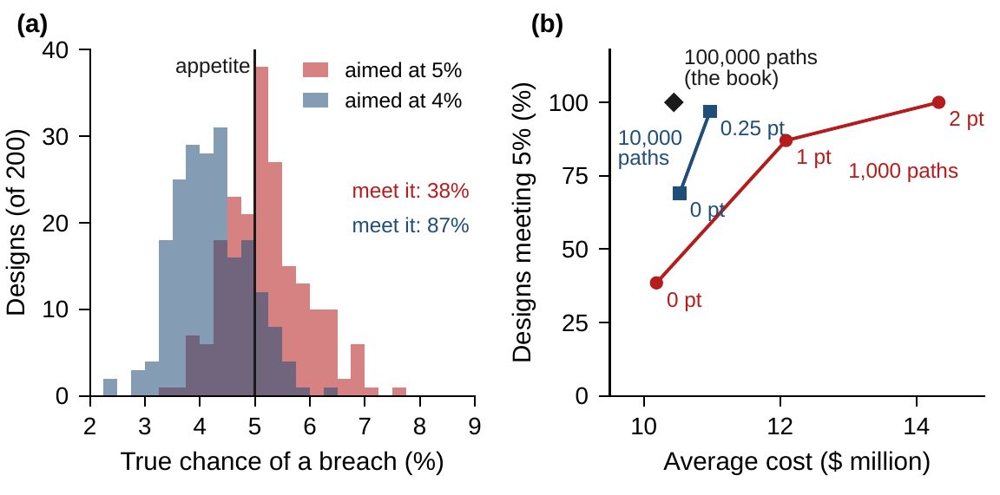 (a)
40
30
20
10
0
Designs (of 200)
appetite
aimed at 5%
aimed at 4%
meet it: 38%
meet it: 87%
2 3 4 5 6 7 8 9
True chance of a breach (%)
(b)
100
75
50
25
0
Designs meeting 5% (%)
100,000 paths
(the book)
0.25 pt
10,000
paths
0 pt
2 pt
1 pt
1,000 paths
0 pt
10 12 14
Average cost ($ million)